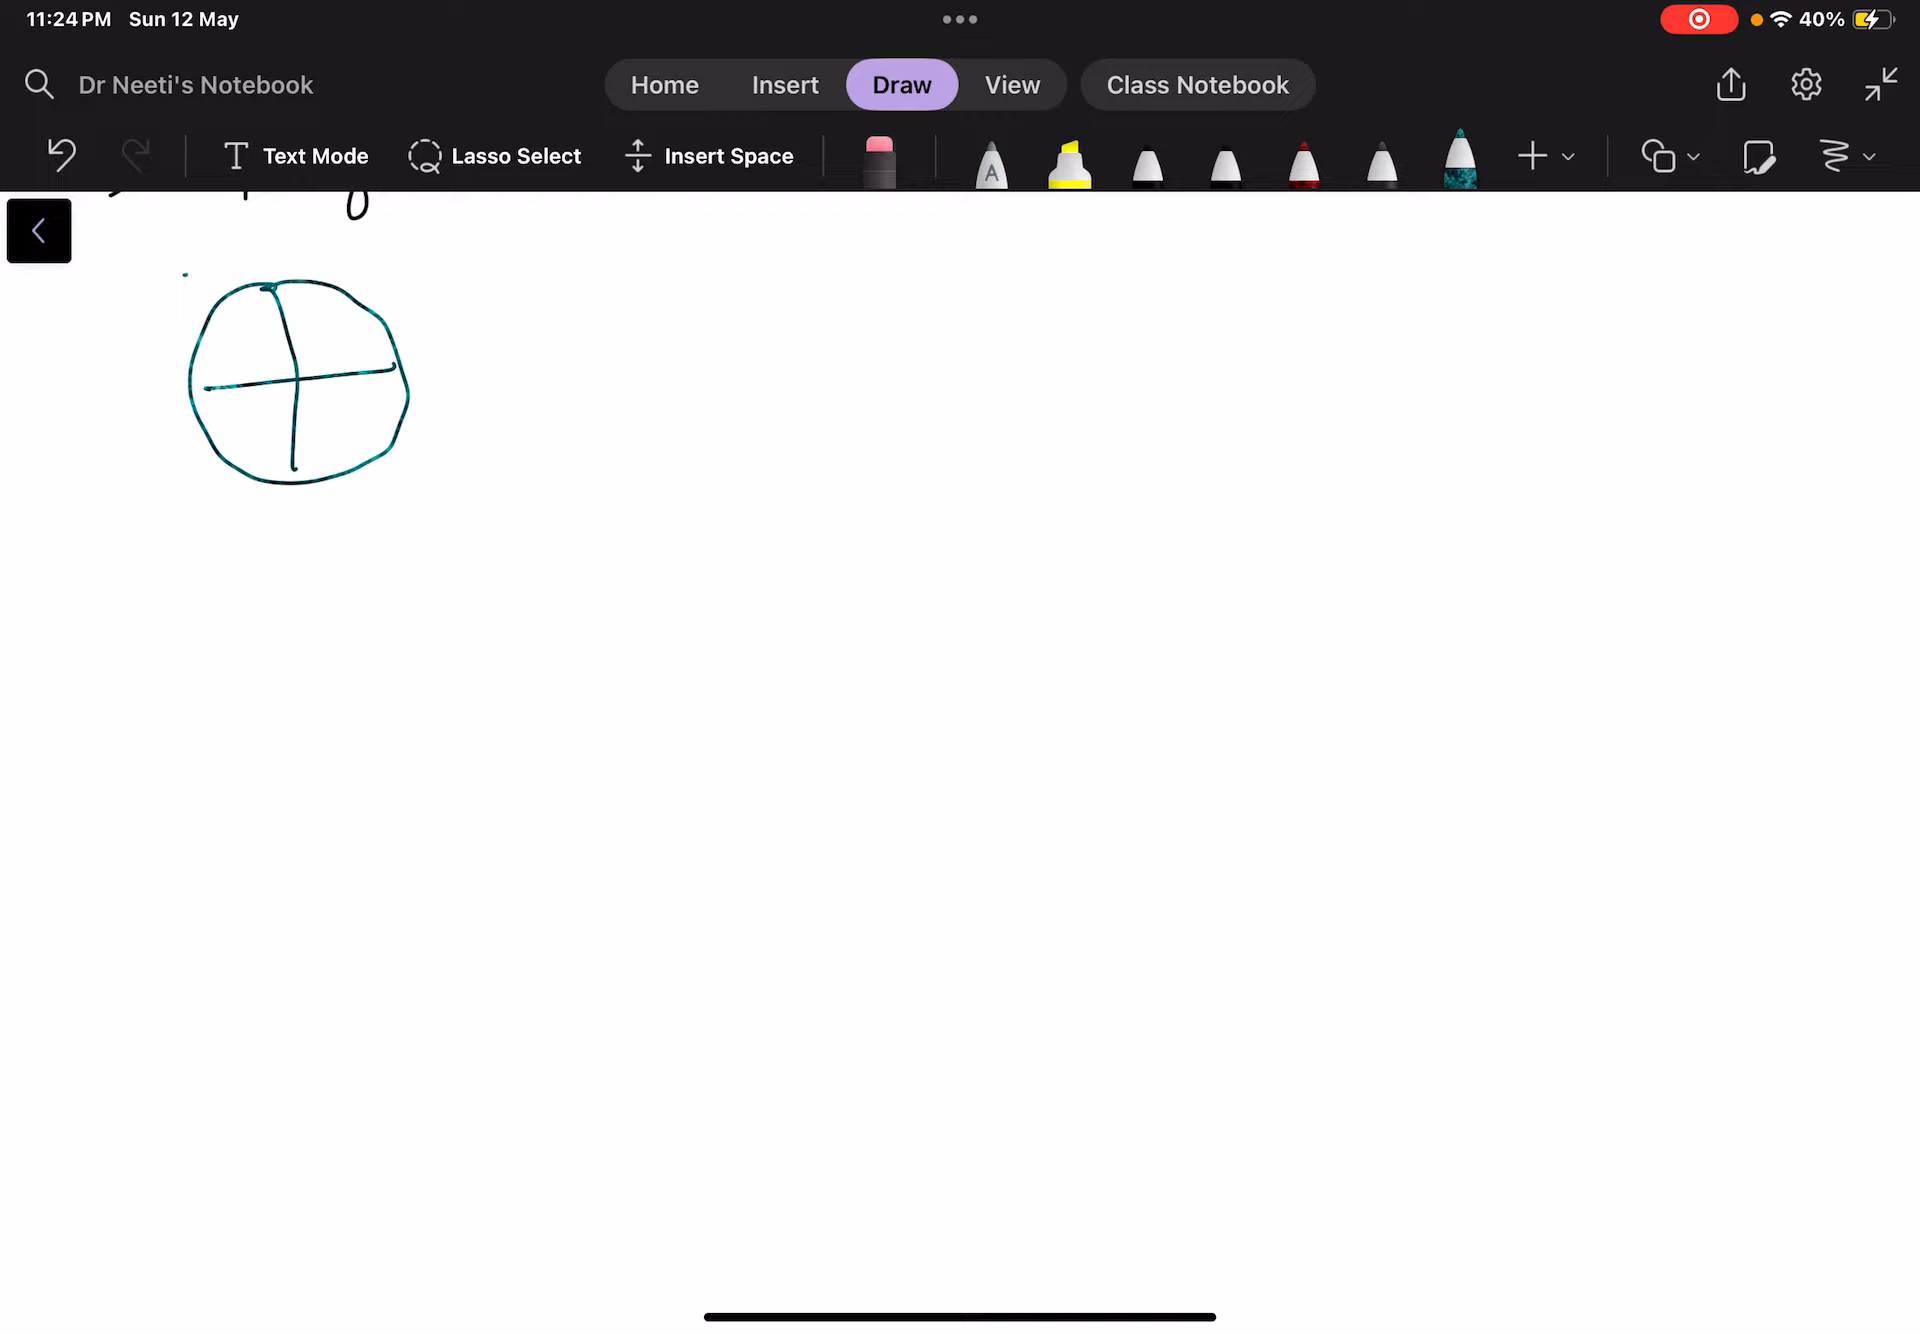 11:24 PM Sun 12 May 40%
Dr Neeti's Notebook Home Insert Draw View Class Notebook
Text Mode Lasso Select Insert Space A